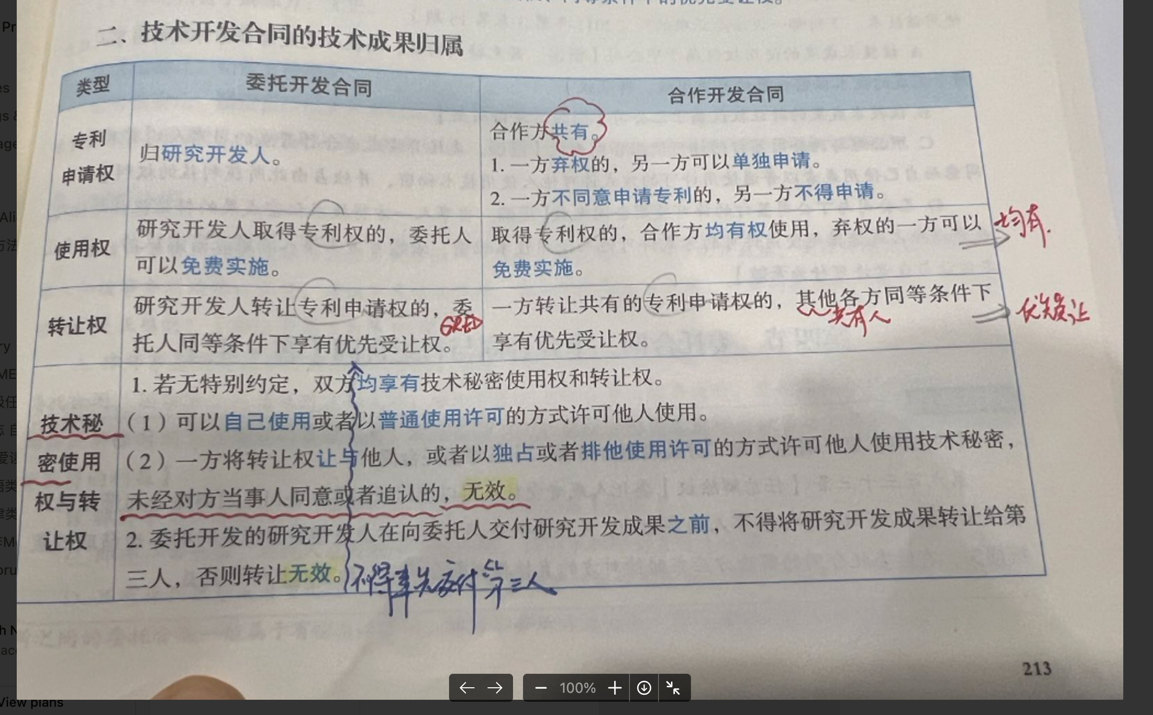 二、技术开发合同的技术成果归属
类型
委托开发合同
合作开发合同
专利
申请权
归研究开发人。
合作方共有。
1. 一方弃权的，另一方可以单独申请。
2. 一方不同意申请专利的，另一方不得申请。
使用权
研究开发人取得专利权的，委托人
可以免费实施。
取得专利权的，合作方均有权使用，弃权的一方可以
免费实施。
均有.
转让权
研究开发人转让专利申请权的，委
托人同等条件下享有优先受让权。
一方转让共有的专利申请权的，其他各方同等条件下
享有优先受让权。
共有人
优先受让
技术秘
密使用
权与转
让权
1. 若无特别约定，双方均享有技术秘密使用权和转让权。
（1）可以自己使用或者以普通使用许可的方式许可他人使用。
（2）一方将转让权让与他人，或者以独占或者排他使用许可的方式许可他人使用技术秘密，
未经对方当事人同意或者追认的，无效。
2. 委托开发的研究开发人在向委托人交付研究开发成果之前，不得将研究开发成果转让给第
三人，否则转让无效。
不得率先交付第三人
213
100%
View plans